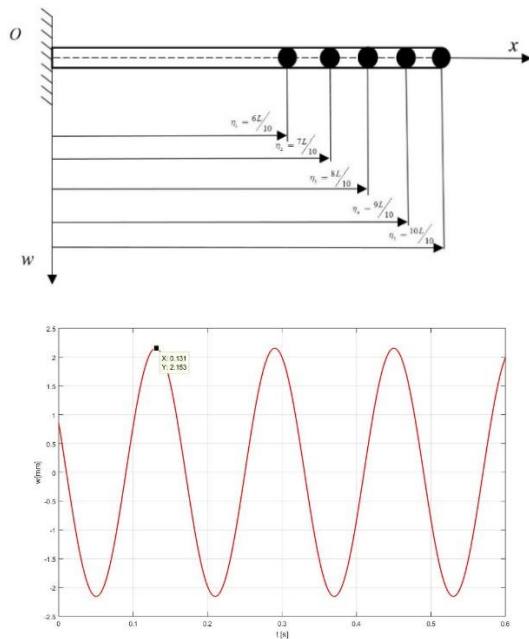 O
x
η₁ = 6L/10
η₂ = 7L/10
η₃ = 8L/10
η₄ = 9L/10
η₅ = 10L/10
w
2.5
2
1.5
1
0.5
0
-0.5
-1
-1.5
-2
-2.5
w[mm]
X: 0.131
Y: 2.153
0 0.1 0.2 0.3 0.4 0.5 0.6
t [s]